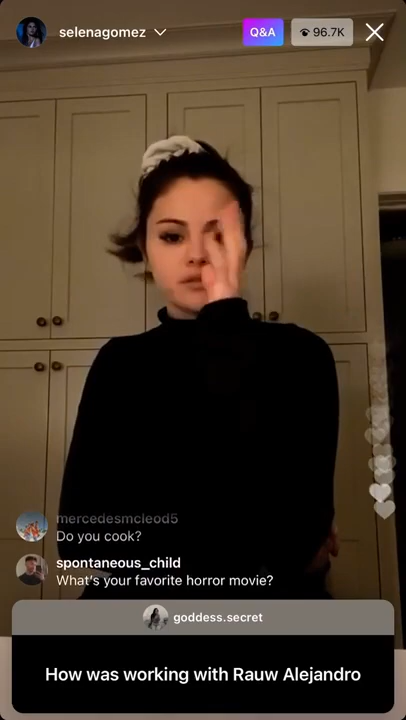 selenagomez
Q&A
96.7K
mercedesmcleod5
Do you cook?
spontaneous_child
What's your favorite horror movie?
goddess.secret
How was working with Rauw Alejandro